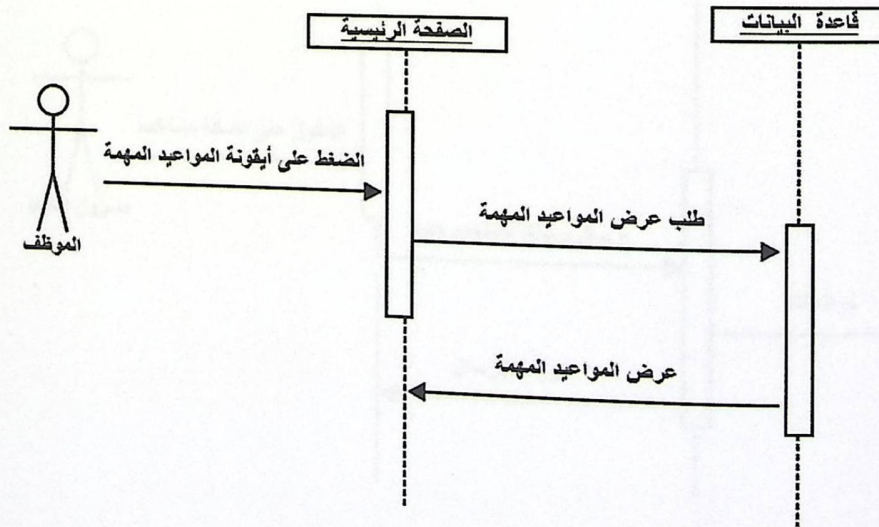 قاعدة البيانات
الصفحة الرئيسية
الضغط على أيقونة المواعيد المهمة
الموظف
طلب عرض المواعيد المهمة
عرض المواعيد المهمة